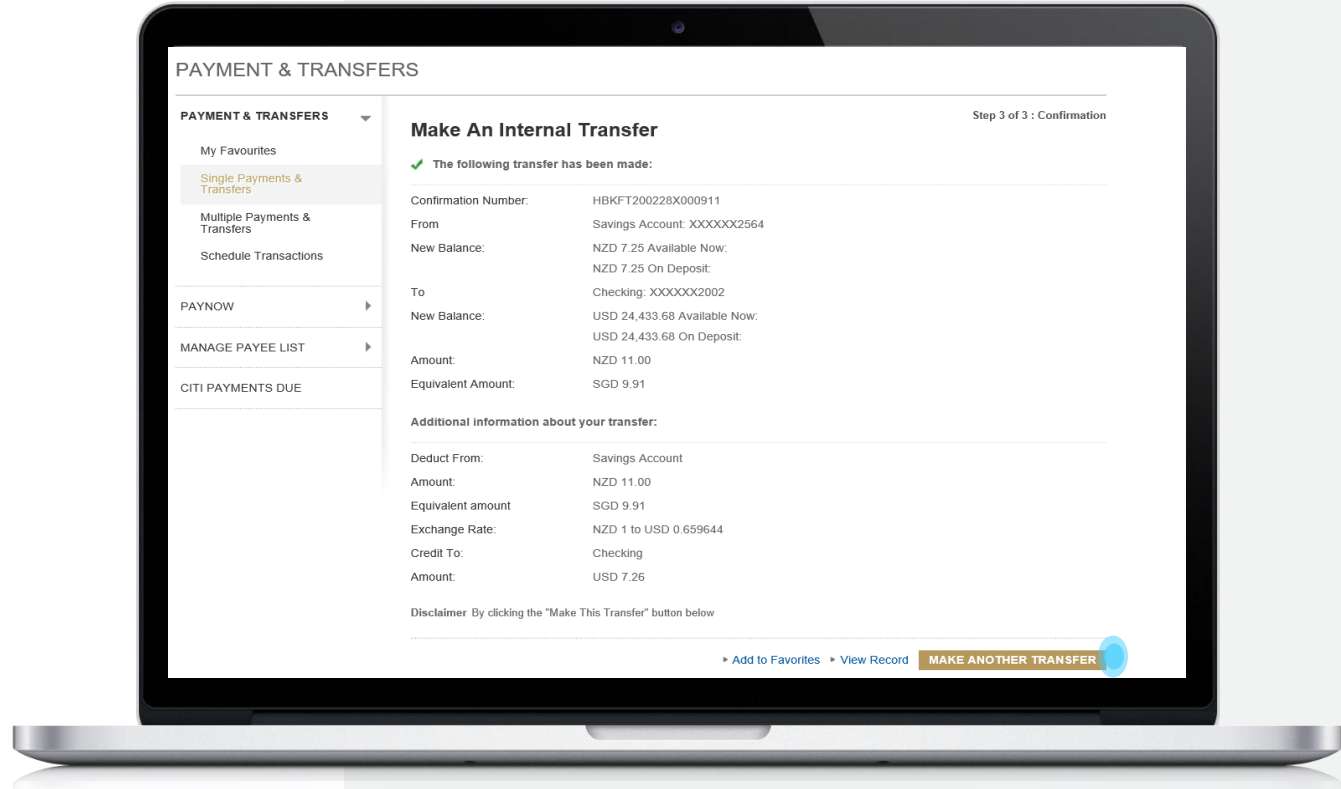 PAYMENT & TRANSFERS
PAYMENT & TRANSFERS
My Favourites
Single Payments &
Transfers
Multiple Payments &
Transfers
Schedule Transactions
PAYNOW
MANAGE PAYEE LIST
CITI PAYMENTS DUE
Step 3 of 3 : Confirmation
Make An Internal Transfer
The following transfer has been made:
Confirmation Number: HBKFT200228X000911
From Savings Account: XXXXXX2564
New Balance: NZD 7.25 Available Now:
NZD 7.25 On Deposit:
To Checking: XXXXXX2002
New Balance: USD 24,433.68 Available Now:
USD 24,433.68 On Deposit:
Amount: NZD 11.00
Equivalent Amount: SGD 9.91
Additional information about your transfer:
Deduct From: Savings Account
Amount: NZD 11.00
Equivalent amount SGD 9.91
Exchange Rate: NZD 1 to USD 0.659644
Credit To: Checking
Amount: USD 7.26
Disclaimer By clicking the "Make This Transfer" button below
Add to Favorites View Record MAKE ANOTHER TRANSFER